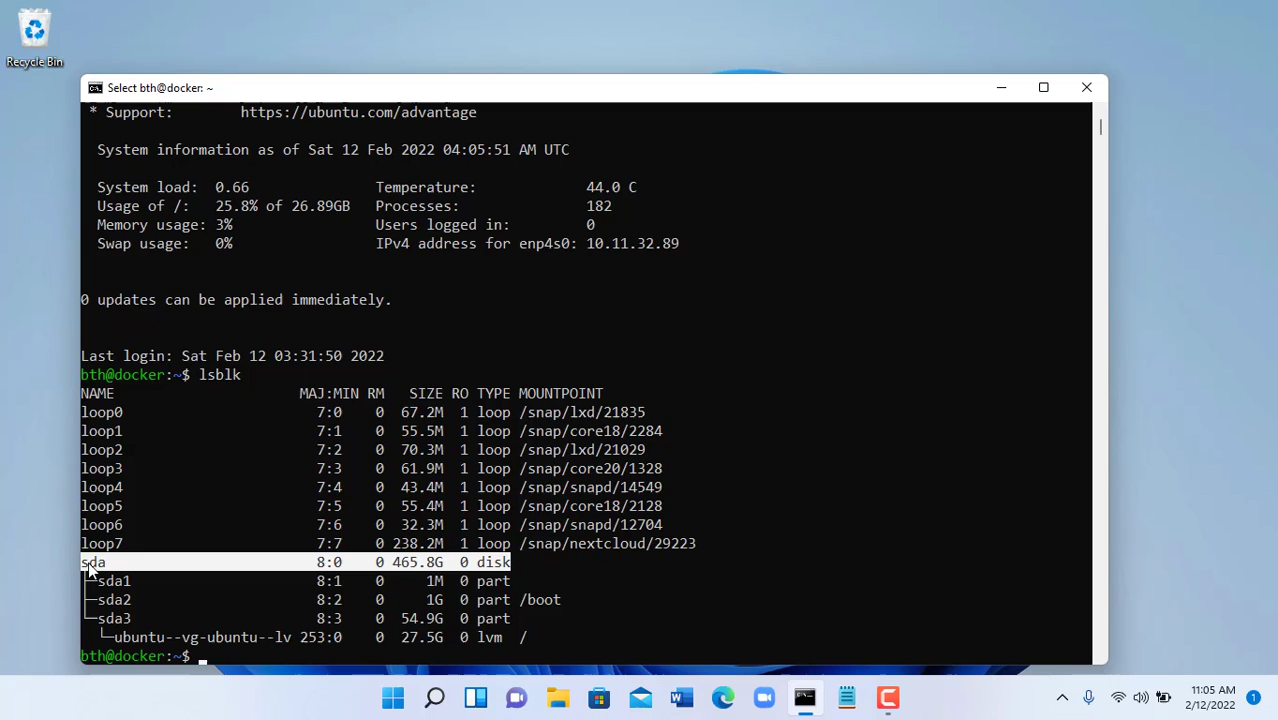 Recycle Bin
Select bth@docker: ~
* Support: https://ubuntu.com/advantage
System information as of Sat 12 Feb 2022 04:05:51 AM UTC
System load: 0.66 Temperature: 44.0 C
Usage of /: 25.8% of 26.89GB Processes: 182
Memory usage: 3% Users logged in: 0
Swap usage: 0% IPv4 address for enp4s0: 10.11.32.89
0 updates can be applied immediately.
Last login: Sat Feb 12 03:31:50 2022
bth@docker:~$ lsblk
NAME MAJ:MIN RM SIZE RO TYPE MOUNTPOINT
loop0 7:0 0 67.2M 1 loop /snap/lxd/21835
loop1 7:1 0 55.5M 1 loop /snap/core18/2284
loop2 7:2 0 70.3M 1 loop /snap/lxd/21029
loop3 7:3 0 61.9M 1 loop /snap/core20/1328
loop4 7:4 0 43.4M 1 loop /snap/snapd/14549
loop5 7:5 0 55.4M 1 loop /snap/core18/2128
loop6 7:6 0 32.3M 1 loop /snap/snapd/12704
loop7 7:7 0 238.2M 1 loop /snap/nextcloud/29223
sda 8:0 0 465.8G 0 disk
├─sda1 8:1 0 1M 0 part
├─sda2 8:2 0 1G 0 part /boot
└─sda3 8:3 0 54.9G 0 part
└─ubuntu--vg-ubuntu--lv 253:0 0 27.5G 0 lvm /
bth@docker:~$
11:05 AM
2/12/2022
1